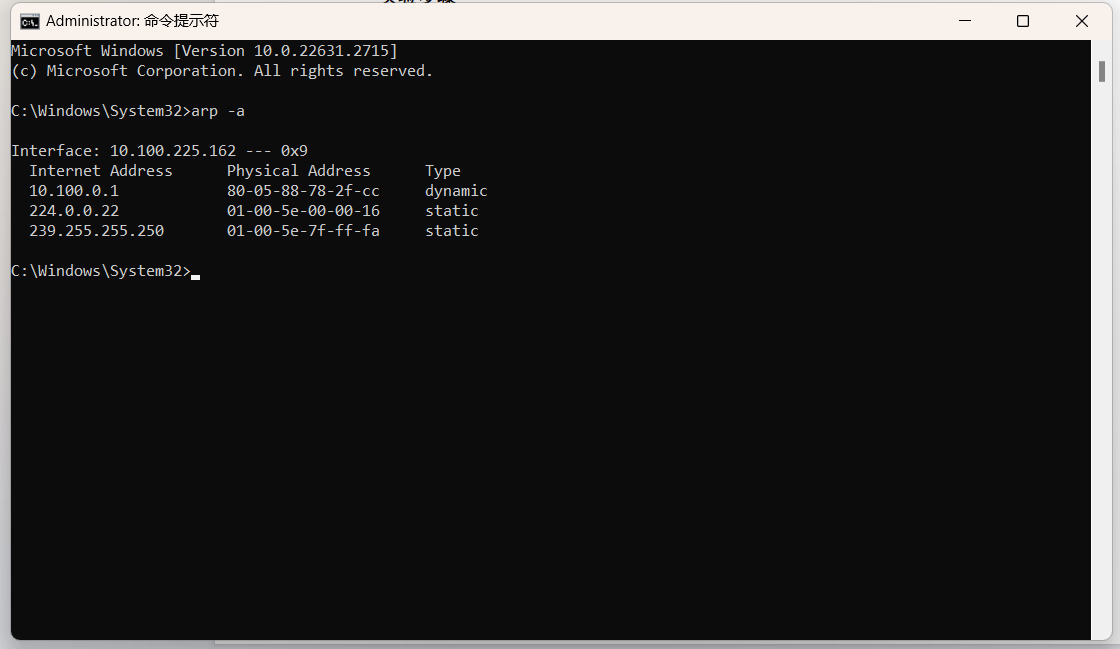 Administrator: 命令提示符
Microsoft Windows [Version 10.0.22631.2715]
(c) Microsoft Corporation. All rights reserved.
C:\Windows\System32>arp -a
Interface: 10.100.225.162 --- 0x9
Internet Address      Physical Address      Type
10.100.0.1            80-05-88-78-2f-cc     dynamic
224.0.0.22            01-00-5e-00-00-16     static
239.255.255.250       01-00-5e-7f-ff-fa     static
C:\Windows\System32>